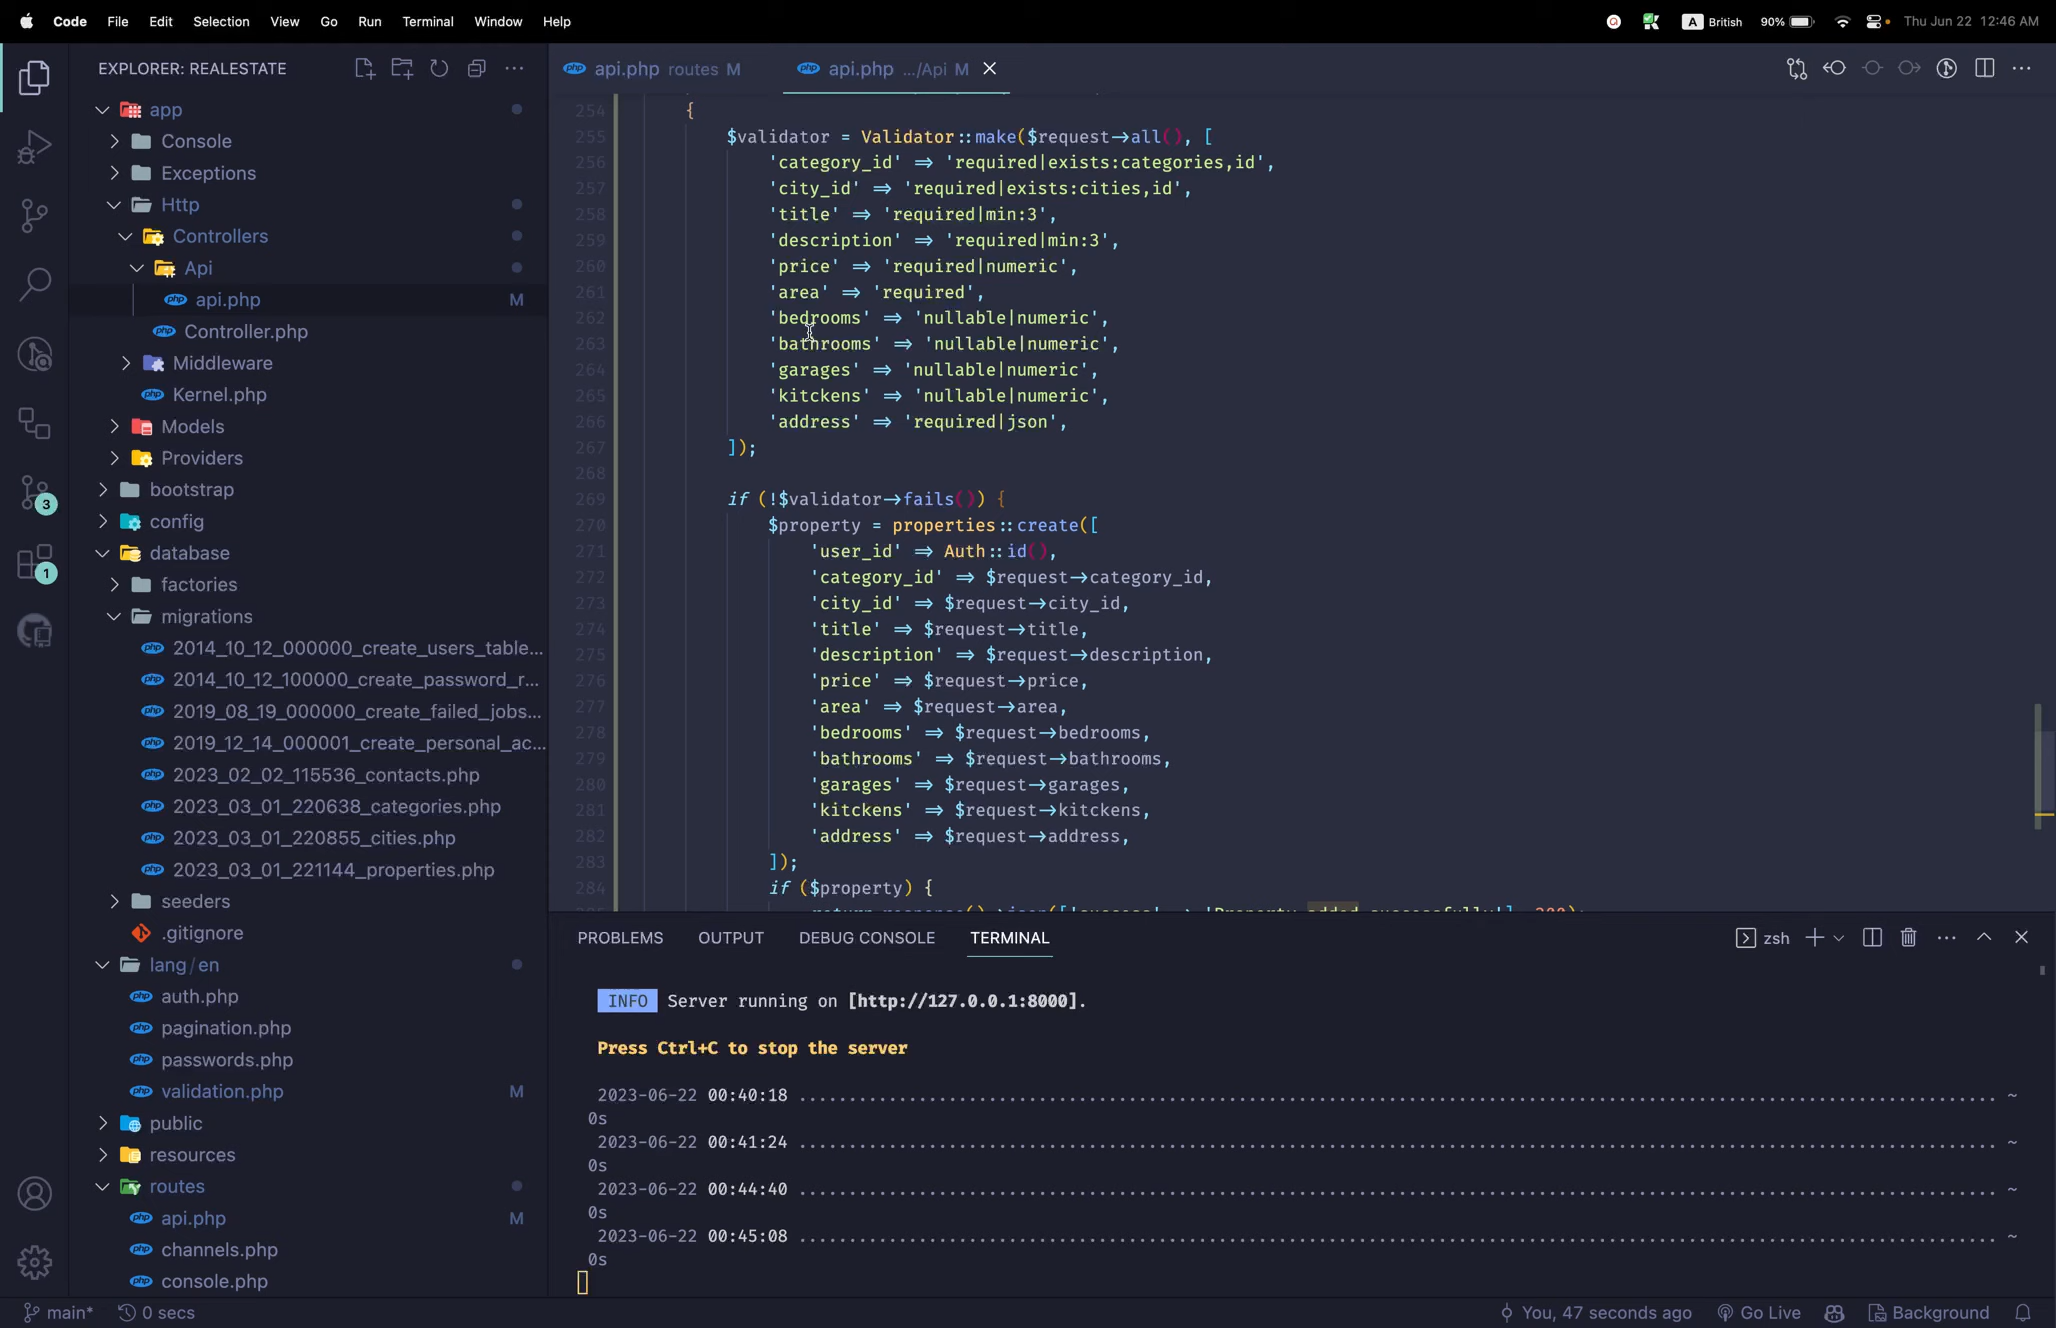 Code File Edit Selection View Go Run Terminal Window Help
A British 90% Thu Jun 22 12:46 AM
EXPLORER: REALESTATE
app
Console
Exceptions
Http
Controllers
Api
api.php M
Controller.php
Middleware
Kernel.php
Models
Providers
bootstrap
3
config
database
1
factories
migrations
2014_10_12_000000_create_users_table...
2014_10_12_100000_create_password_r...
2019_08_19_000000_create_failed_jobs...
2019_12_14_000001_create_personal_ac...
2023_02_02_115536_contacts.php
2023_03_01_220638_categories.php
2023_03_01_220855_cities.php
2023_03_01_221144_properties.php
seeders
.gitignore
lang/en
auth.php
pagination.php
passwords.php
validation.php M
public
resources
routes
api.php M
channels.php
console.php
php api.php routes M php api.php .../Api M
254 {
255 $validator = Validator::make($request->all(), [
256 'category_id' => 'required|exists:categories,id',
257 'city_id' => 'required|exists:cities,id',
258 'title' => 'required|min:3',
259 'description' => 'required|min:3',
260 'price' => 'required|numeric',
261 'area' => 'required',
262 'bedrooms' => 'nullable|numeric',
263 'bathrooms' => 'nullable|numeric',
264 'garages' => 'nullable|numeric',
265 'kitckens' => 'nullable|numeric',
266 'address' => 'required|json',
267 ]);
268
269 if (!$validator->fails()) {
270 $property = properties::create([
271 'user_id' => Auth::id(),
272 'category_id' => $request->category_id,
273 'city_id' => $request->city_id,
274 'title' => $request->title,
275 'description' => $request->description,
276 'price' => $request->price,
277 'area' => $request->area,
278 'bedrooms' => $request->bedrooms,
279 'bathrooms' => $request->bathrooms,
280 'garages' => $request->garages,
281 'kitckens' => $request->kitckens,
282 'address' => $request->address,
283 ]);
284 if ($property) {
return response()->json(['success' => 'Property added successfully'], 200);
PROBLEMS OUTPUT DEBUG CONSOLE TERMINAL zsh
INFO Server running on [http://127.0.0.1:8000].
Press Ctrl+C to stop the server
2023-06-22 00:40:18 ........................................................................................................................ ~
0s
2023-06-22 00:41:24 ........................................................................................................................ ~
0s
2023-06-22 00:44:40 ........................................................................................................................ ~
0s
2023-06-22 00:45:08 ........................................................................................................................ ~
0s
main* 0 secs You, 47 seconds ago Go Live Background